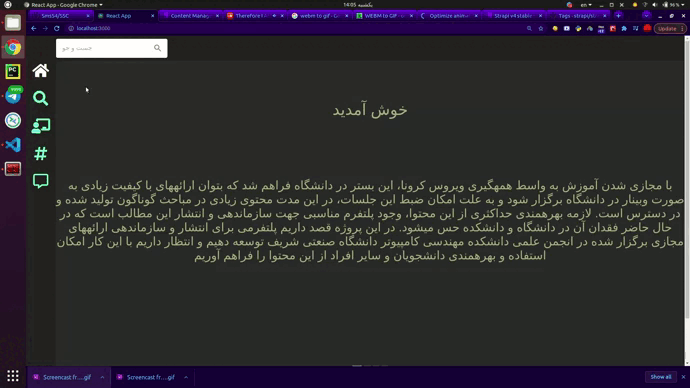 React App - Google Chrome
یکشنبه 14:05
en
96 %
SmsS4/SSC
React App
Content Manag
Therefore I
webm to gif - G
WEBM to GIF
Optimize anim
Strapi v4 stabl
Tags · strapi/s
localhost:3000
Update
جست و جو
خوش آمدید
با مجازی شدن آموزش به واسط همهگیری ویروس کرونا، این بستر در دانشگاه فراهم شد که بتوان ارائههای با کیفیت زیادی به
صورت وبینار در دانشگاه برگزار شود و به علت امکان ضبط این جلسات، در این مدت محتوی زیادی در مباحث گوناگون تولید شده و
در دسترس است. لازمه بهرهمندی حداکثری از این محتوا، وجود پلتفرم مناسبی جهت سازماندهی و انتشار این مطالب است که در
حال حاضر فقدان آن در دانشگاه و دانشکده حس میشود. در این پروژه قصد داریم پلتفرمی برای انتشار و سازماندهی ارائههای
مجازی برگزار شده در انجمن علمی دانشکده مهندسی کامپیوتر دانشگاه صنعتی شریف توسعه دهیم و انتظار داریم با این کار امکان
استفاده و بهرهمندی دانشجویان و سایر افراد از این محتوا را فراهم آوریم
Screencast fr....gif
Screencast fr....gif
Show all